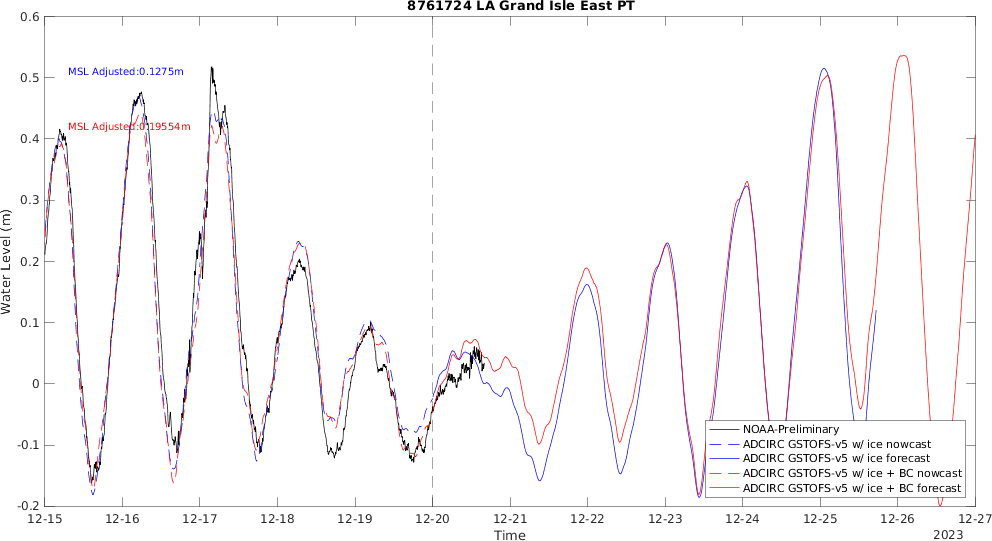 8761724 LA Grand Isle East PT
0.6
0.5
0.4
0.3
0.2
0.1
0
-0.1
-0.2
Water Level (m)
MSL Adjusted:0.1275m
MSL Adjusted:0.19554m
NOAA-Preliminary
ADCIRC GSTOFS-v5 w/ ice nowcast
ADCIRC GSTOFS-v5 w/ ice forecast
ADCIRC GSTOFS-v5 w/ ice + BC nowcast
ADCIRC GSTOFS-v5 w/ ice + BC forecast
12-15 12-16 12-17 12-18 12-19 12-20 12-21 12-22 12-23 12-24 12-25 12-26 12-27
Time
2023